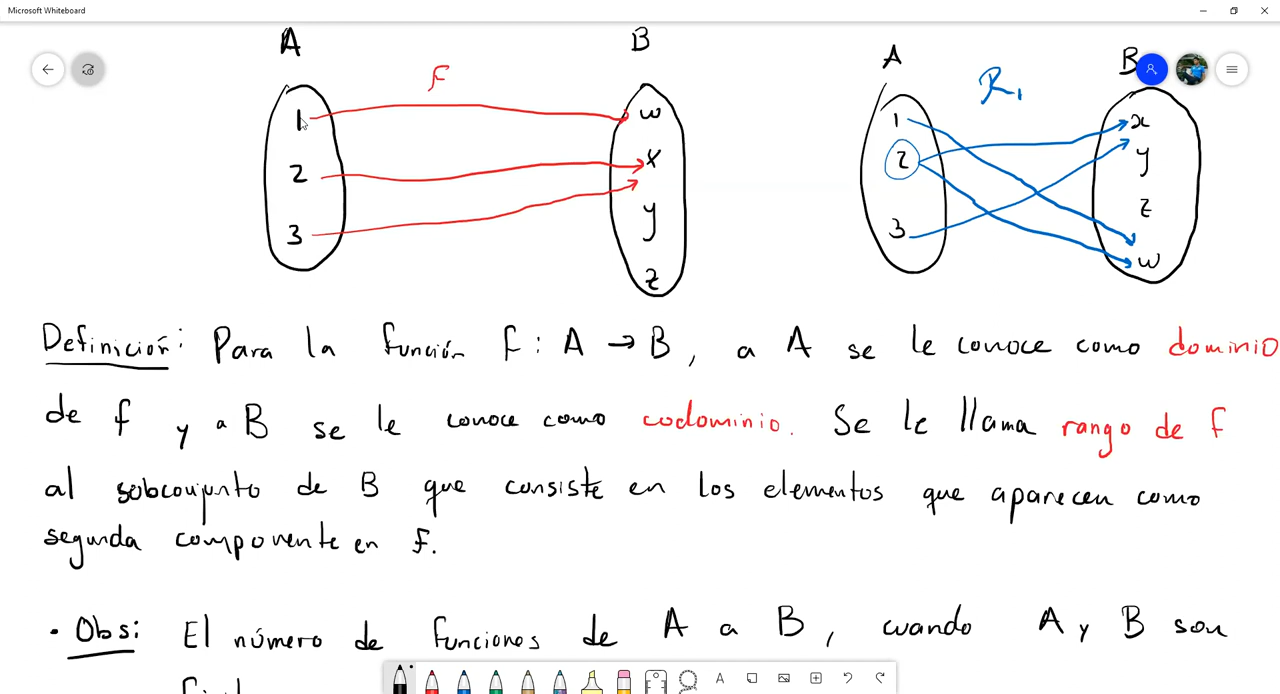 Microsoft Whiteboard
A
F
B
1
w
2
x
3
y
z
A
R₁
B
1
x
2
y
z
3
w
Definición: Para la función f : A → B, a A se le conoce como dominio
de f y a B se le conoce como codominio. Se le llama rango de f
al subconjunto de B que consiste en los elementos que aparecen como
segunda componente en f.
• Obs: El número de funciones de A a B, cuando A y B son